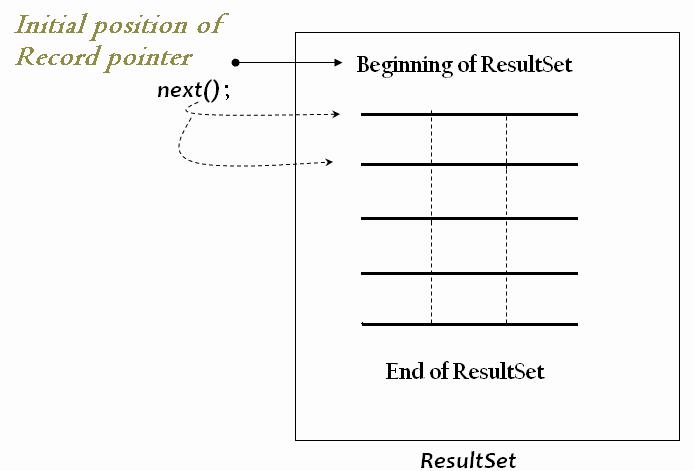 Initial position of
Record pointer
Beginning of ResultSet
next();
End of ResultSet
ResultSet